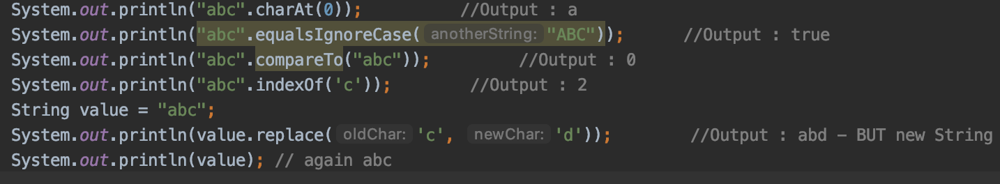 System.out.println("abc".charAt(0));          //Output : a
System.out.println("abc".equalsIgnoreCase( anotherString: "ABC"));      //Output : true
System.out.println("abc".compareTo("abc"));         //Output : 0
System.out.println("abc".indexOf('c'));        //Output : 2
String value = "abc";
System.out.println(value.replace( oldChar: 'c',  newChar: 'd'));        //Output : abd - BUT new String
System.out.println(value); // again abc